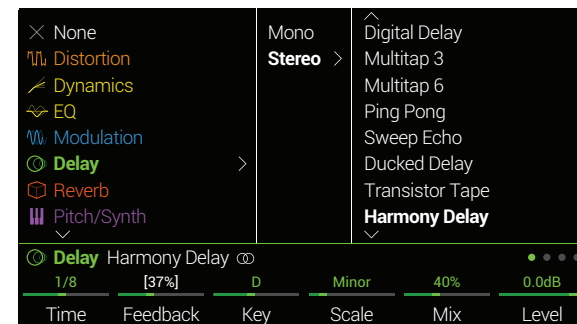 None
Distortion
Dynamics
EQ
Modulation
Delay
Reverb
Pitch/Synth
Mono
Stereo
Digital Delay
Multitap 3
Multitap 6
Ping Pong
Sweep Echo
Ducked Delay
Transistor Tape
Harmony Delay
Delay Harmony Delay
1/8 [37%] D Minor 40% 0.0dB
Time Feedback Key Scale Mix Level